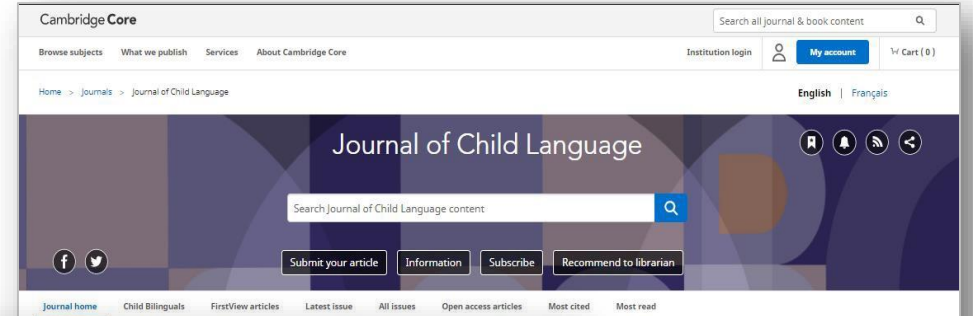 Cambridge Core
Search all journal & book content
Browse subjects What we publish Services About Cambridge Core Institution login My account Cart ( 0 )
Home > Journals > Journal of Child Language English | Français
Journal of Child Language
Search Journal of Child Language content
Submit your article Information Subscribe Recommend to librarian
Journal home Child Bilinguals FirstView articles Latest issue All issues Open access articles Most cited Most read